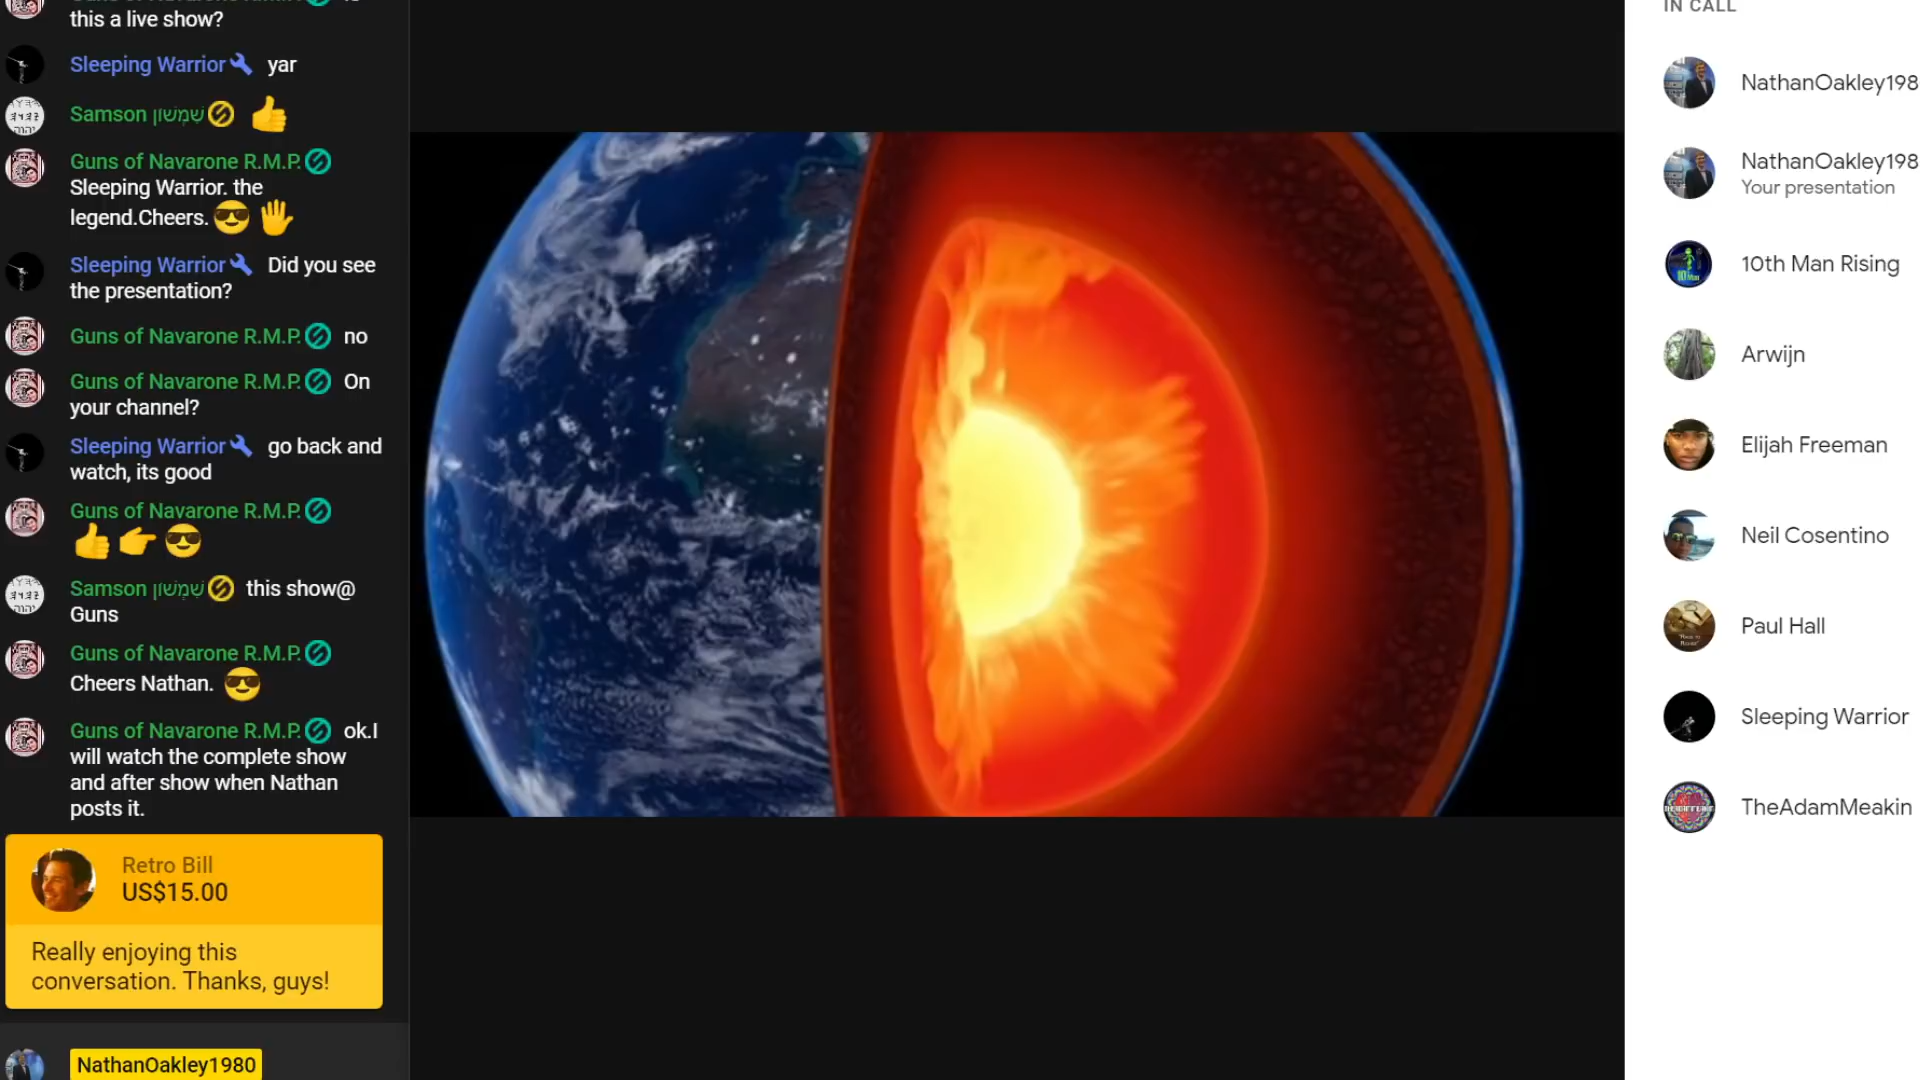 this a live show?
Sleeping Warrior yar
Samson שִׁמְשׁוֹן 👍
Guns of Navarone R.M.P.
Sleeping Warrior. the
legend.Cheers. 😎 🖐
Sleeping Warrior Did you see
the presentation?
Guns of Navarone R.M.P. no
Guns of Navarone R.M.P. On
your channel?
Sleeping Warrior go back and
watch, its good
Guns of Navarone R.M.P.
👍 👉 😎
Samson שִׁמְשׁוֹן this show@
Guns
Guns of Navarone R.M.P.
Cheers Nathan. 😎
Guns of Navarone R.M.P. ok.I
will watch the complete show
and after show when Nathan
posts it.
Retro Bill
US$15.00
Really enjoying this
conversation. Thanks, guys!
NathanOakley1980
IN CALL
NathanOakley198
NathanOakley198
Your presentation
10th Man Rising
Arwijn
Elijah Freeman
Neil Cosentino
Paul Hall
Sleeping Warrior
TheAdamMeakin